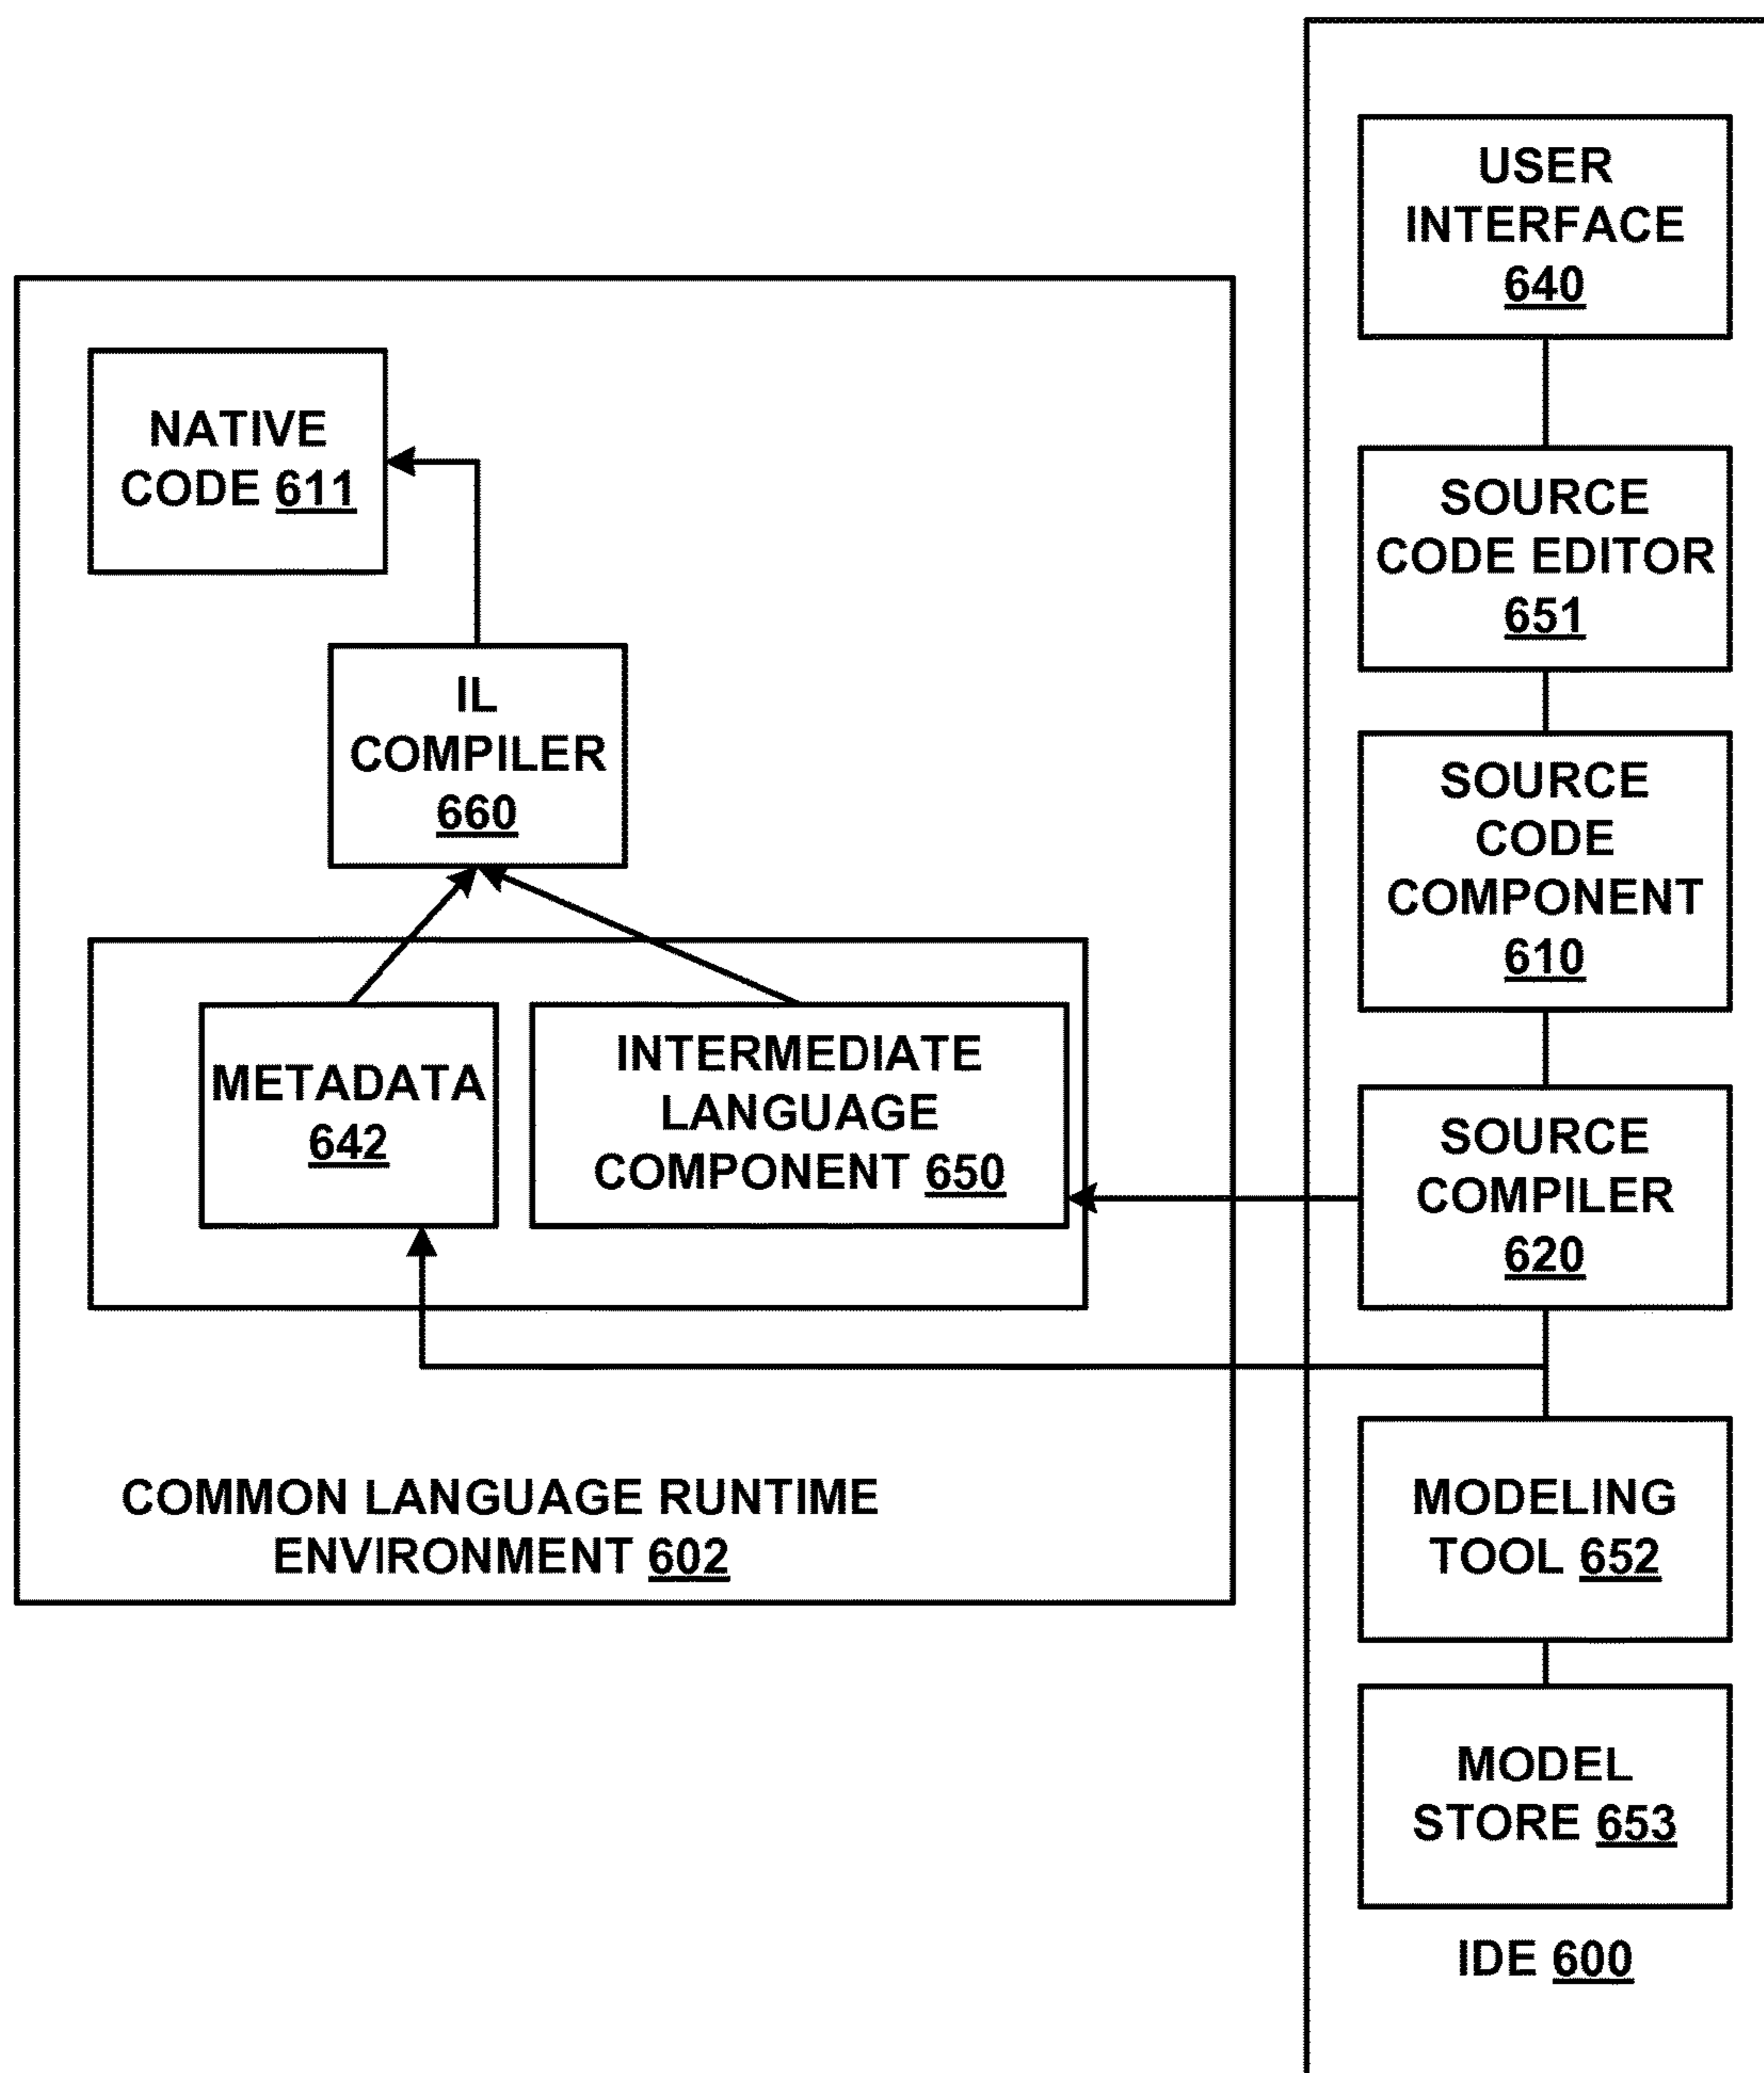 NATIVE
CODE 611
IL
COMPILER
660
METADATA
642
INTERMEDIATE
LANGUAGE
COMPONENT 650
COMMON LANGUAGE RUNTIME
ENVIRONMENT 602
USER
INTERFACE
640
SOURCE
CODE EDITOR
651
SOURCE
CODE
COMPONENT
610
SOURCE
COMPILER
620
MODELING
TOOL 652
MODEL
STORE 653
IDE 600